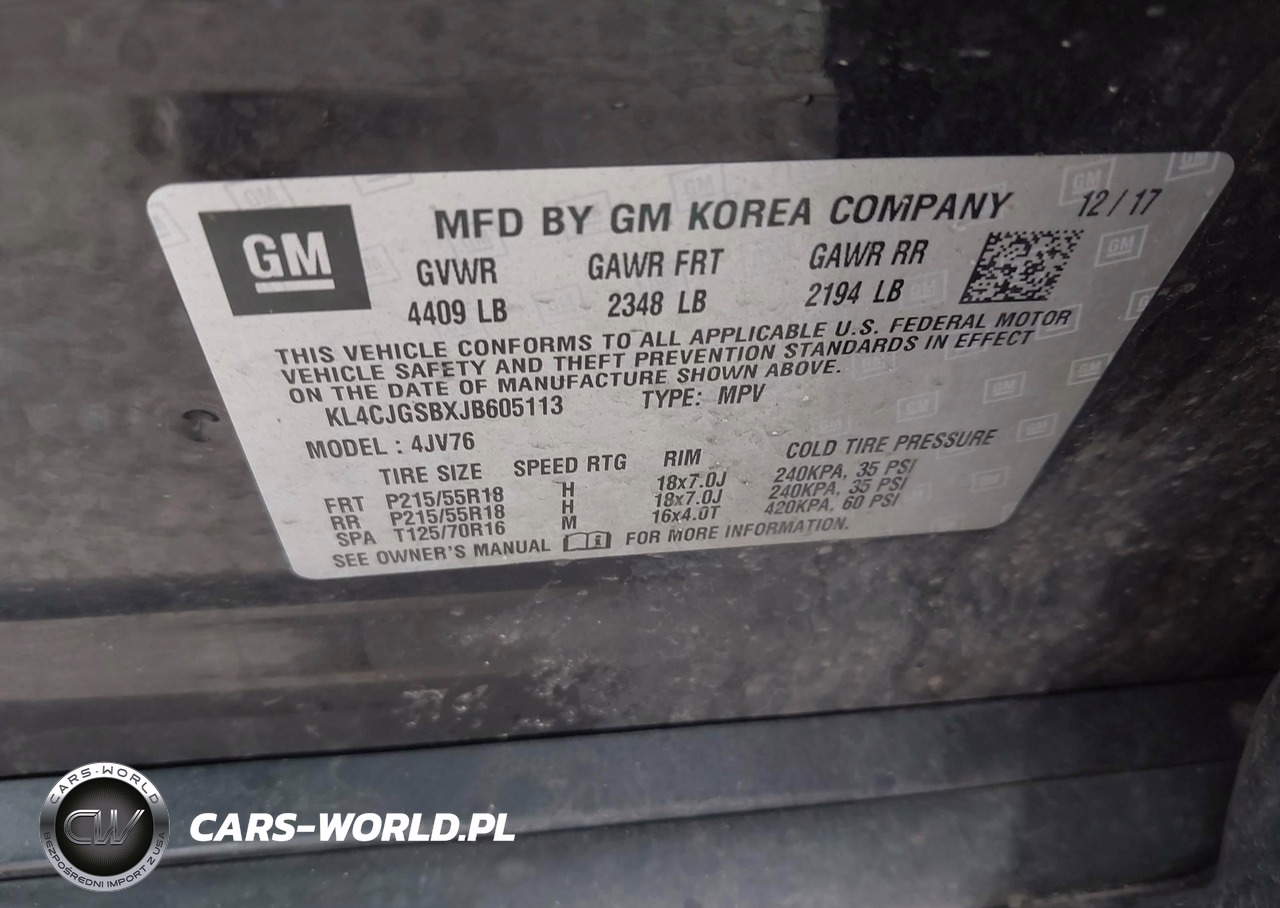 GM
MFD BY GM KOREA COMPANY 12/17
GVWR GAWR FRT GAWR RR
4409 LB 2348 LB 2194 LB
THIS VEHICLE CONFORMS TO ALL APPLICABLE U.S. FEDERAL MOTOR
VEHICLE SAFETY AND THEFT PREVENTION STANDARDS IN EFFECT
ON THE DATE OF MANUFACTURE SHOWN ABOVE.
KL4CJGSBXJB605113 TYPE: MPV
MODEL : 4JV76
TIRE SIZE SPEED RTG RIM COLD TIRE PRESSURE
FRT P215/55R18 H 18x7.0J 240KPA, 35 PSI
RR P215/55R18 H 18x7.0J 240KPA, 35 PSI
SPA T125/70R16 M 16x4.0T 420KPA, 60 PSI
SEE OWNER'S MANUAL FOR MORE INFORMATION.
CARS-WORLD
CW
BEZPOŚREDNI IMPORT Z USA
CARS-WORLD.PL